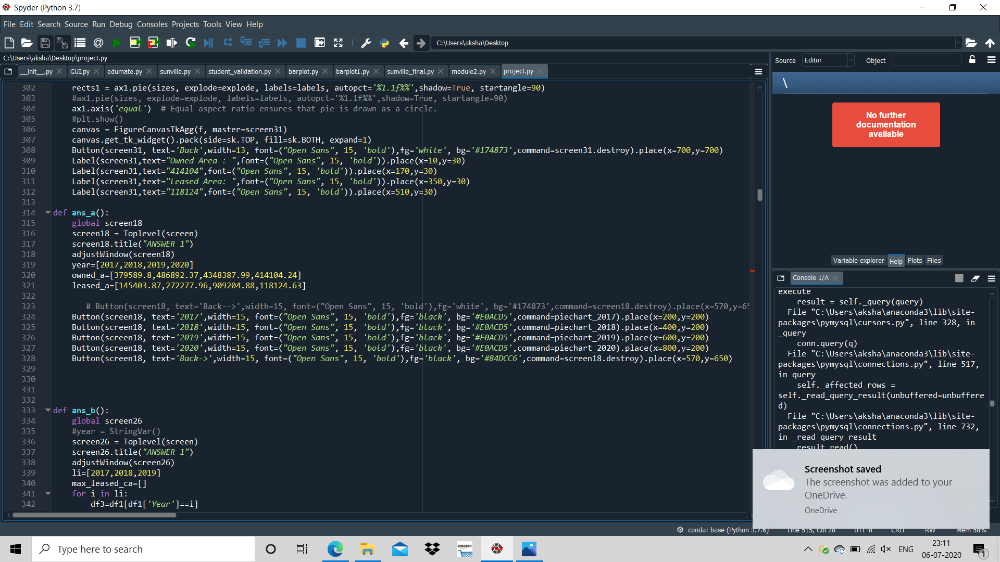 Spyder (Python 3.7)
File Edit Search Source Run Debug Consoles Projects Tools View Help
C:\Users\aksha\Desktop
C:\Users\aksha\Desktop\project.py
__init__.py GUI.py edumate.py sunville.py student_validation.py barplot.py barplot1.py sunville_final.py module2.py project.py
302 rects1 = ax1.pie(sizes, explode=explode, labels=labels, autopct='%1.1f%%',shadow=True, startangle=90)
303 #ax1.pie(sizes, explode=explode, labels=labels, autopct='%1.1f%%',shadow=True, startangle=90)
304 ax1.axis('equal')  # Equal aspect ratio ensures that pie is drawn as a circle.
305 #plt.show()
306 canvas = FigureCanvasTkAgg(f, master=screen31)
307 canvas.get_tk_widget().pack(side=sk.TOP, fill=sk.BOTH, expand=1)
308 Button(screen31, text='Back',width=13, font=("Open Sans", 15, 'bold'),fg='white', bg='#174873',command=screen31.destroy).place(x=700,y=700)
309 Label(screen31,text="Owned Area : ",font=("Open Sans", 15, 'bold')).place(x=10,y=30)
310 Label(screen31,text="414104",font=("Open Sans", 15, 'bold')).place(x=170,y=30)
311 Label(screen31,text="Leased Area: ",font=("Open Sans", 15, 'bold')).place(x=350,y=30)
312 Label(screen31,text="118124",font=("Open Sans", 15, 'bold')).place(x=510,y=30)
313
314 def ans_a():
315 global screen18
316 screen18 = Toplevel(screen)
317 screen18.title("ANSWER 1")
318 adjustWindow(screen18)
319 year=[2017,2018,2019,2020]
320 owned_a=[379589.8,486892.37,4348387.99,414104.24]
321 leased_a=[145403.87,272277.96,909204.88,118124.63]
322
323 # Button(screen18, text='Back-->',width=15, font=("Open Sans", 15, 'bold'),fg='white', bg='#174873',command=screen18.destroy).place(x=570,y=65
324 Button(screen18, text='2017',width=15, font=("Open Sans", 15, 'bold'),fg='black', bg='#E0ACD5',command=piechart_2017).place(x=200,y=200)
325 Button(screen18, text='2018',width=15, font=("Open Sans", 15, 'bold'),fg='black', bg='#E0ACD5',command=piechart_2018).place(x=400,y=200)
326 Button(screen18, text='2019',width=15, font=("Open Sans", 15, 'bold'),fg='black', bg='#E0ACD5',command=piechart_2019).place(x=600,y=200)
327 Button(screen18, text='2020',width=15, font=("Open Sans", 15, 'bold'),fg='black', bg='#E0ACD5',command=piechart_2020).place(x=800,y=200)
328 Button(screen18, text='Back->',width=15, font=("Open Sans", 15, 'bold'),fg='black', bg='#84DCC6',command=screen18.destroy).place(x=570,y=650)
329
330
331
332
333 def ans_b():
334 global screen26
335 #year = StringVar()
336 screen26 = Toplevel(screen)
337 screen26.title("ANSWER 1")
338 adjustWindow(screen26)
339 li=[2017,2018,2019]
340 max_leased_ca=[]
341 for i in li:
342 df3=df1[df1['Year']==i]
Source Editor Object
\
No further
documentation
available
Variable explorer Help Plots Files
Console 1/A
execute
result = self._query(query)
File "C:\Users\aksha\anaconda3\lib\site-
packages\pymysql\cursors.py", line 328, in
_query
conn.query(q)
File "C:\Users\aksha\anaconda3\lib\site-
packages\pymysql\connections.py", line 517,
in query
self._affected_rows =
self._read_query_result(unbuffered=unbuffere
d)
File "C:\Users\aksha\anaconda3\lib\site-
packages\pymysql\connections.py", line 732,
in _read_query_result
result.read()
Screenshot saved
The screenshot was added to your
OneDrive.
OneDrive
conda: base (Python 3.7.6) Line 515, Col 28 UTF-8 CRLF RW Mem 58%
Type here to search
amazon
ENG
23:11
06-07-2020
1